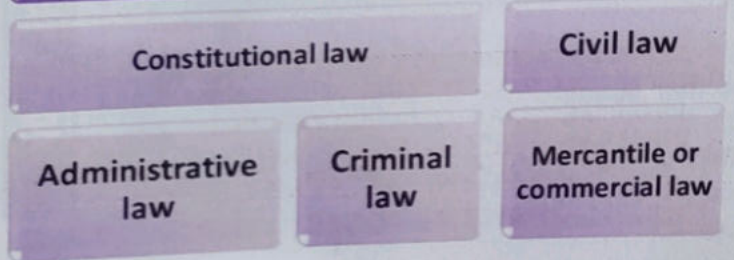 Constitutional law
Civil law
Administrative
law
Criminal
law
Mercantile or
commercial law